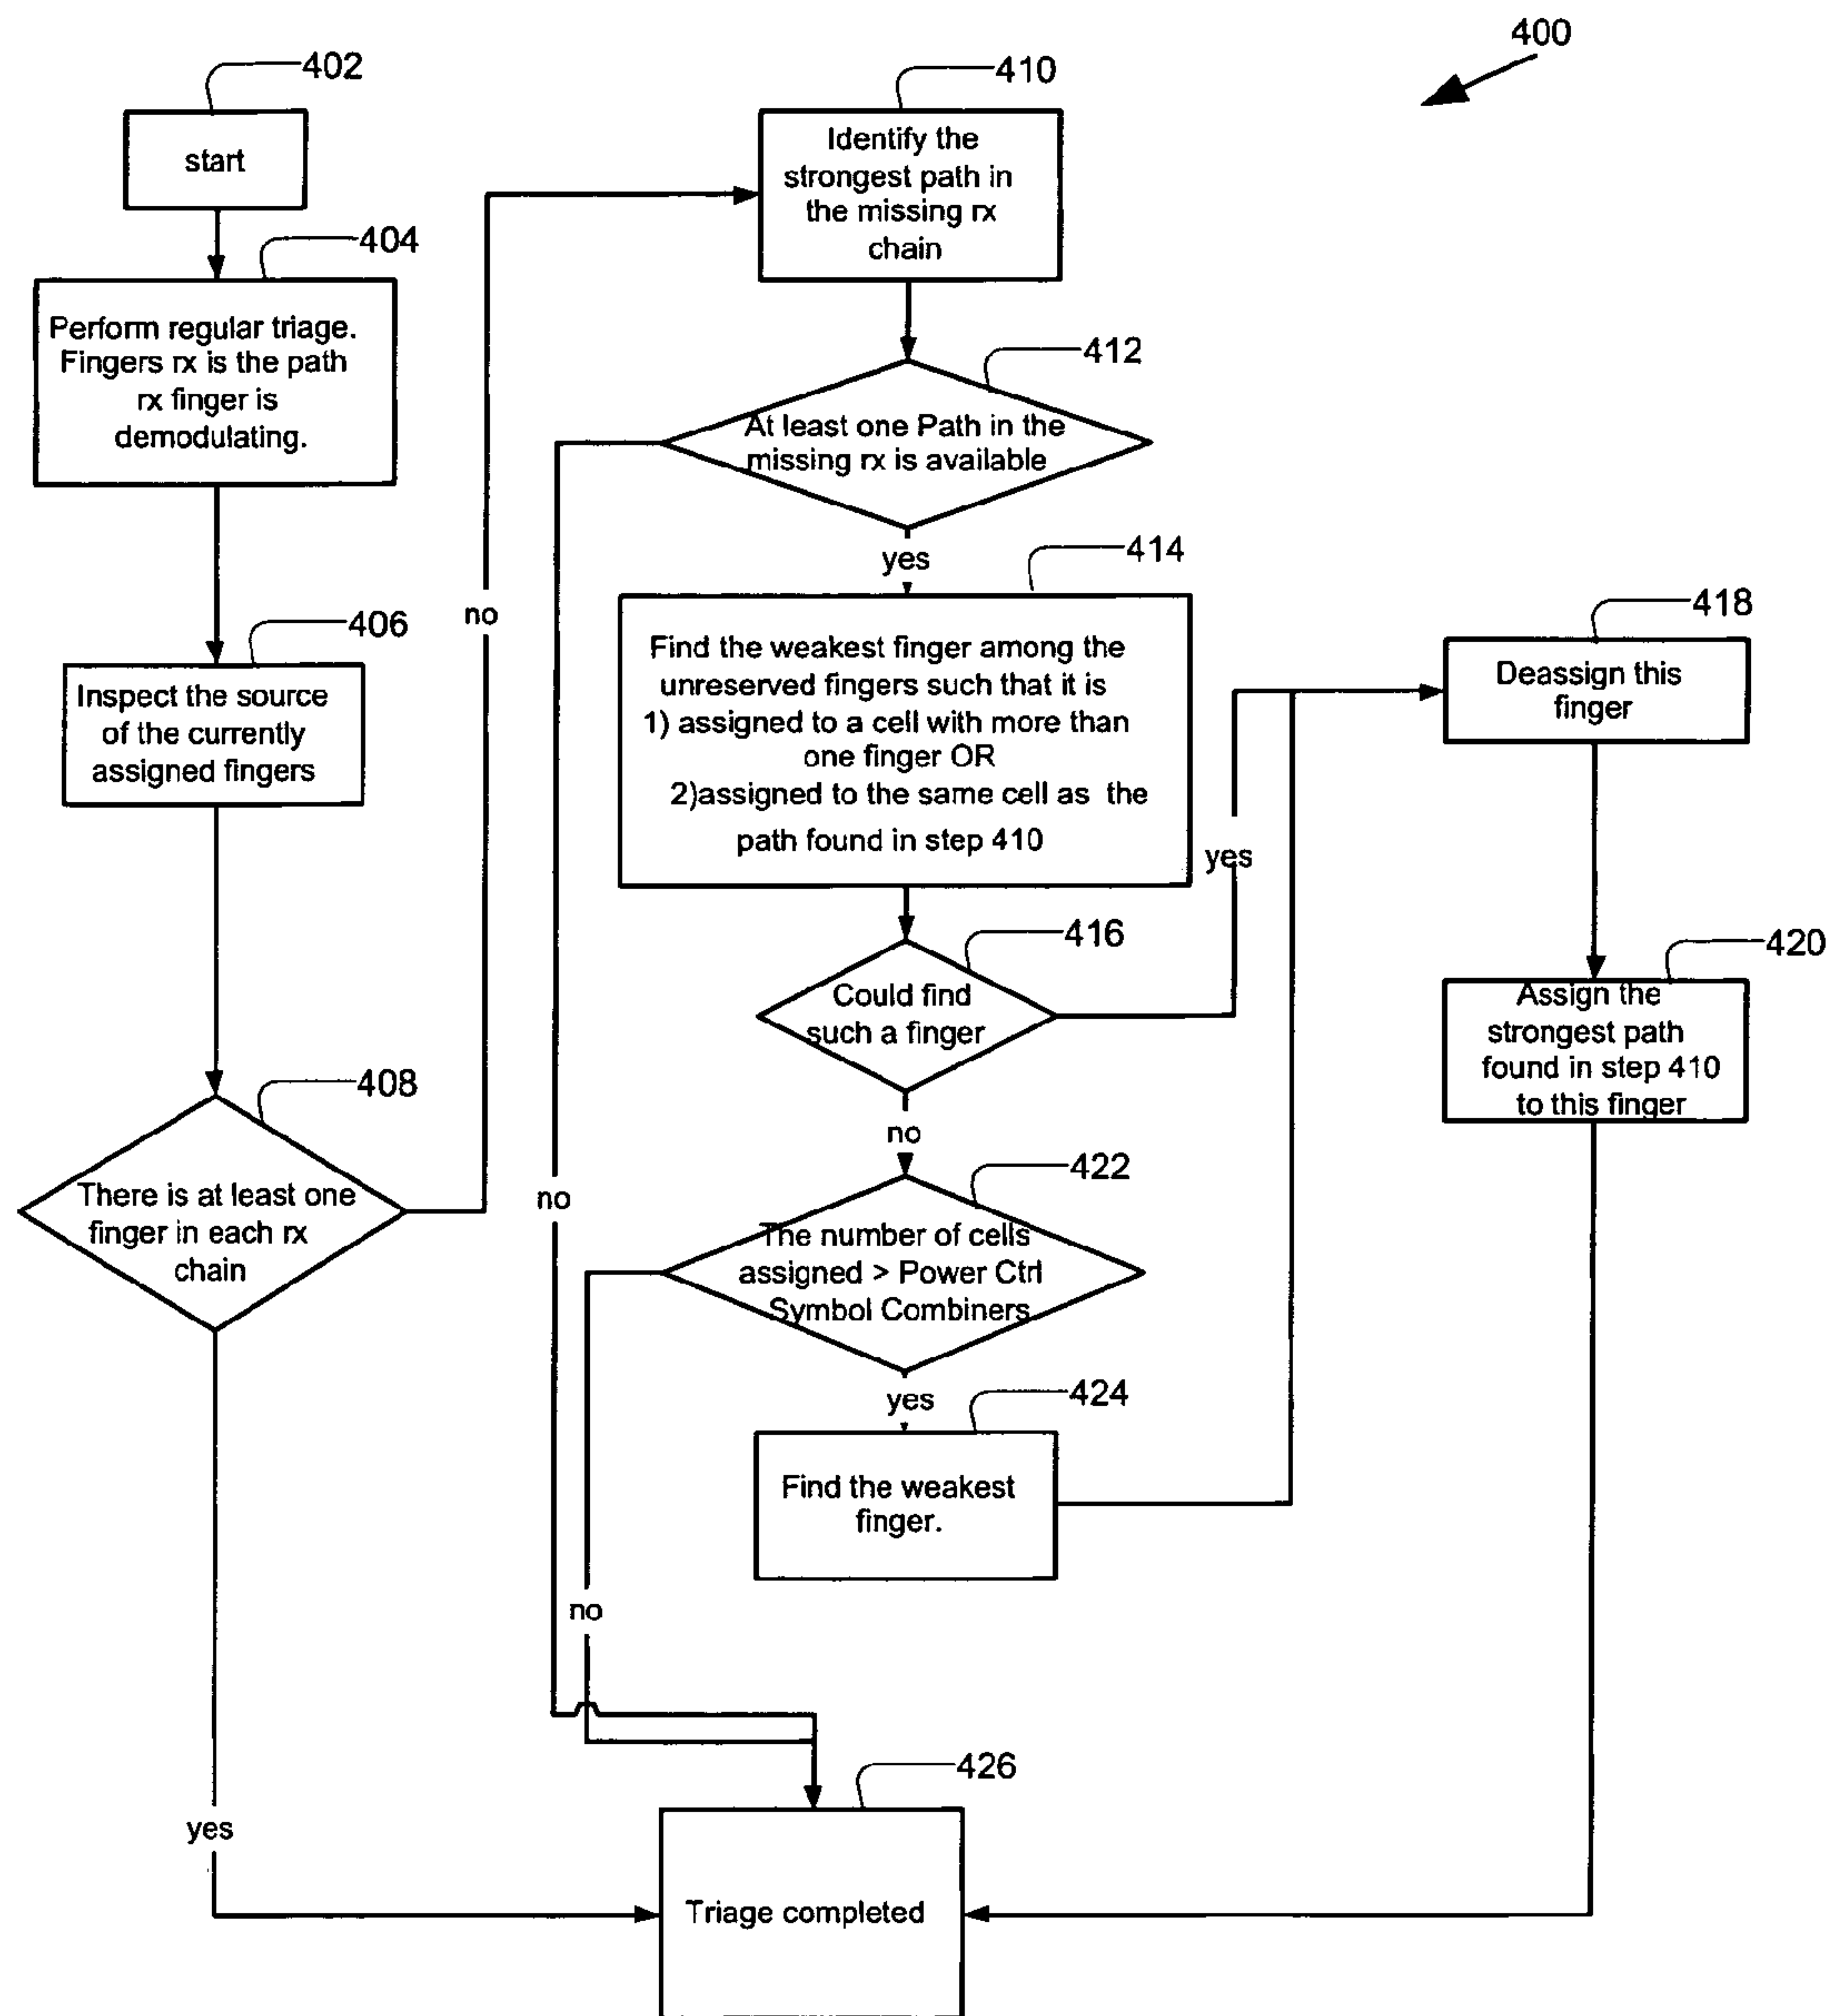 400
402
start
404
Perform regular triage.
Fingers rx is the path
rx finger is
demodulating.
406
Inspect the source
of the currently
assigned fingers
408
There is at least one
finger in each rx
chain
no
yes
410
Identify the
strongest path in
the missing rx
chain
412
At least one Path in the
missing rx is available
yes
no
414
Find the weakest finger among the
unreserved fingers such that it is
1) assigned to a cell with more than
one finger OR
2)assigned to the same cell as the
path found in step 410
416
Could find
such a finger
yes
no
418
Deassign this
finger
420
Assign the
strongest path
found in step 410
to this finger
422
The number of cells
assigned > Power Ctrl
Symbol Combiners
yes
no
424
Find the weakest
finger.
426
Triage completed